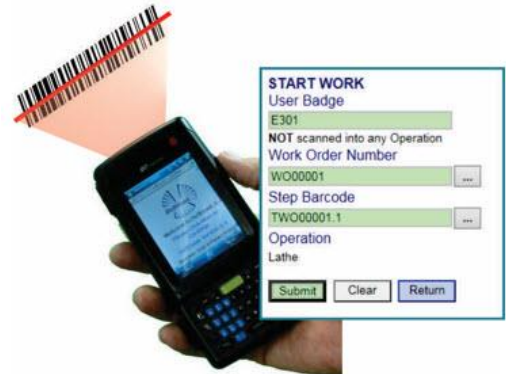 START WORK
User Badge
E301
NOT scanned into any Operation
Work Order Number
WO00001
...
Step Barcode
TWO00001.1
...
Operation
Lathe
Submit Clear Return